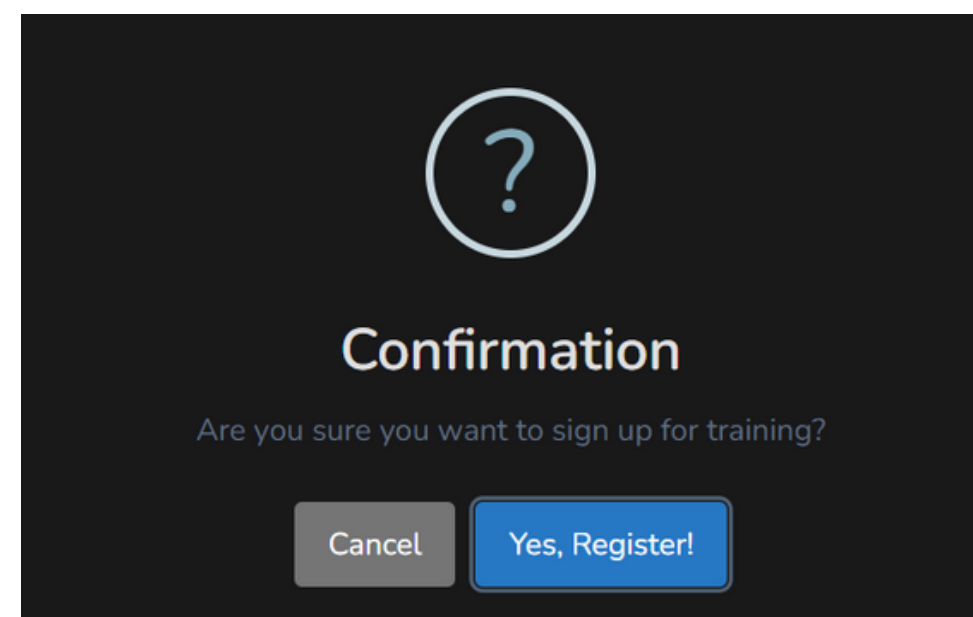 ?
Confirmation
Are you sure you want to sign up for training?
Cancel
Yes, Register!